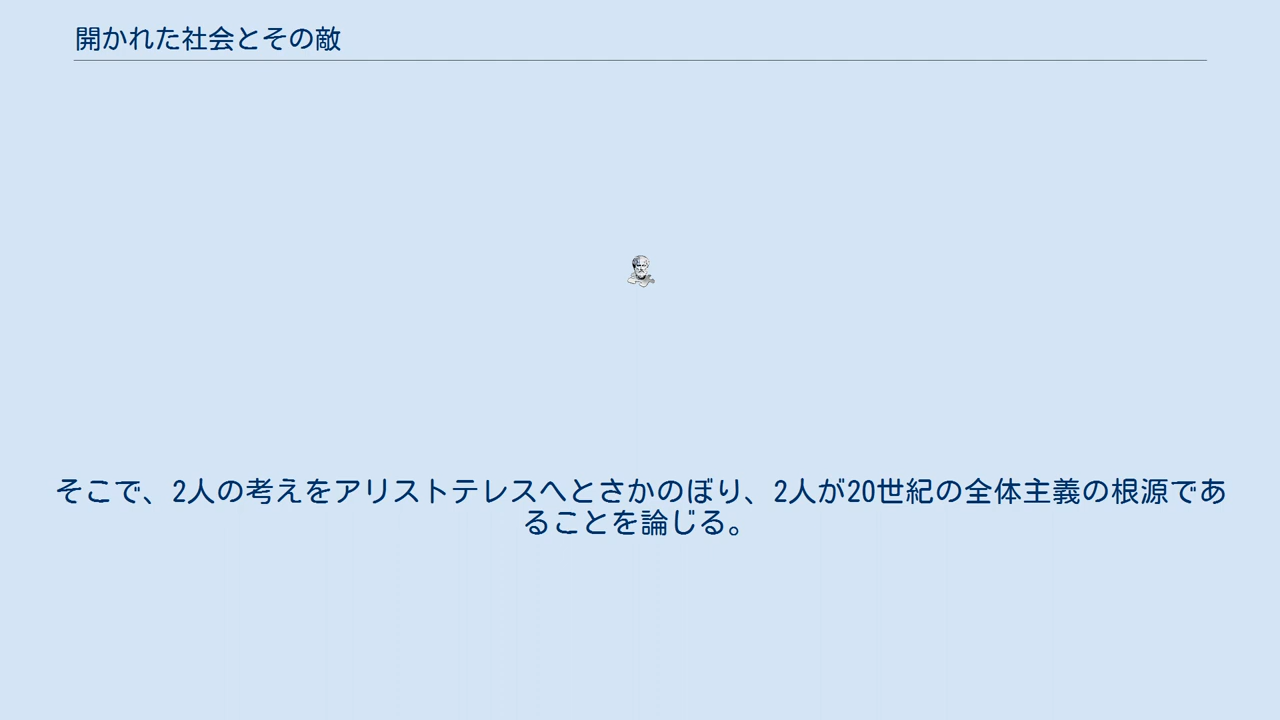 開かれた社会とその敵
そこで、2人の考えをアリストテレスへとさかのぼり、2人が20世紀の全体主義の根源であ
ることを論じる。